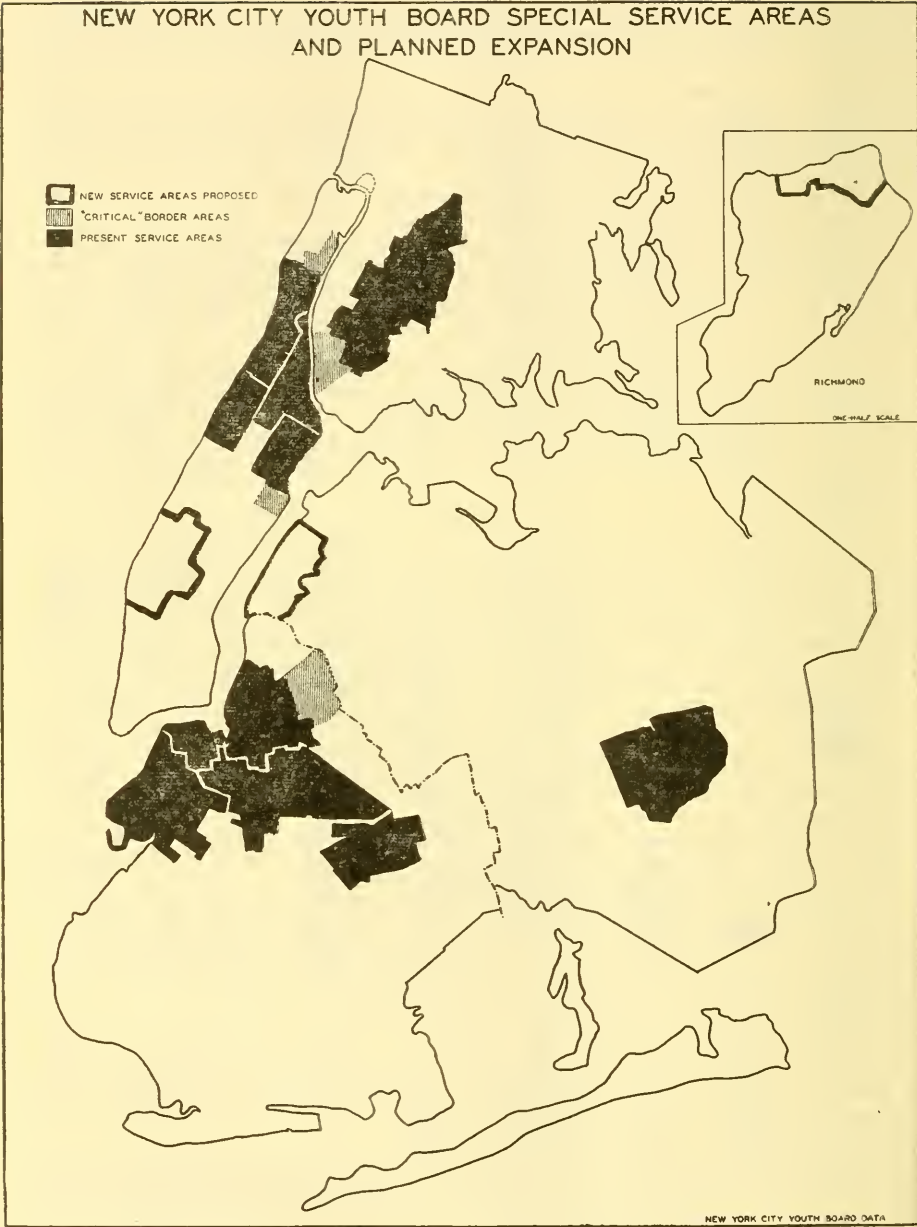 NEW YORK CITY YOUTH BOARD SPECIAL SERVICE AREAS
AND PLANNED EXPANSION
NEW SERVICE AREAS PROPOSED
"CRITICAL" BORDER AREAS
PRESENT SERVICE AREAS
RICHMOND
ONE-HALF SCALE
NEW YORK CITY YOUTH BOARD DATA